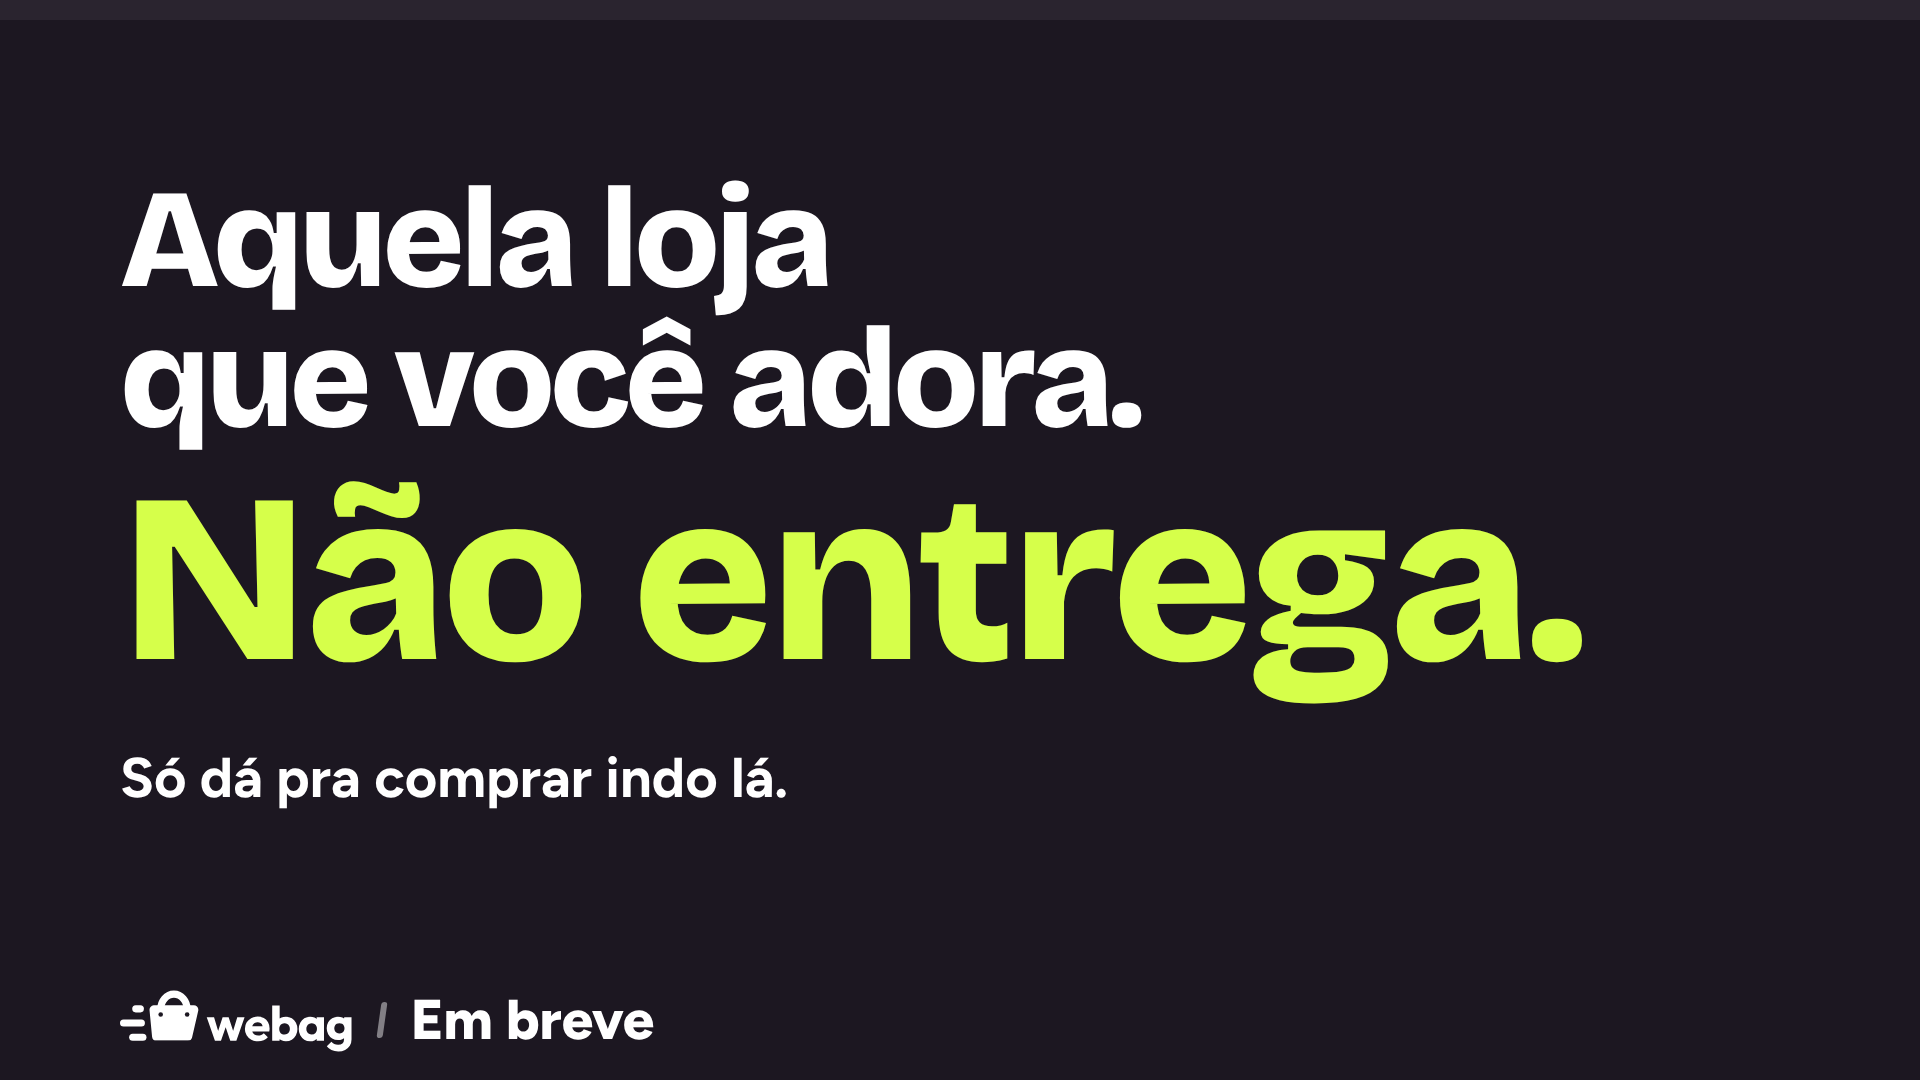 Aquela loja
que você adora.
Não entrega.
Só dá pra comprar indo lá.
webag / Em breve